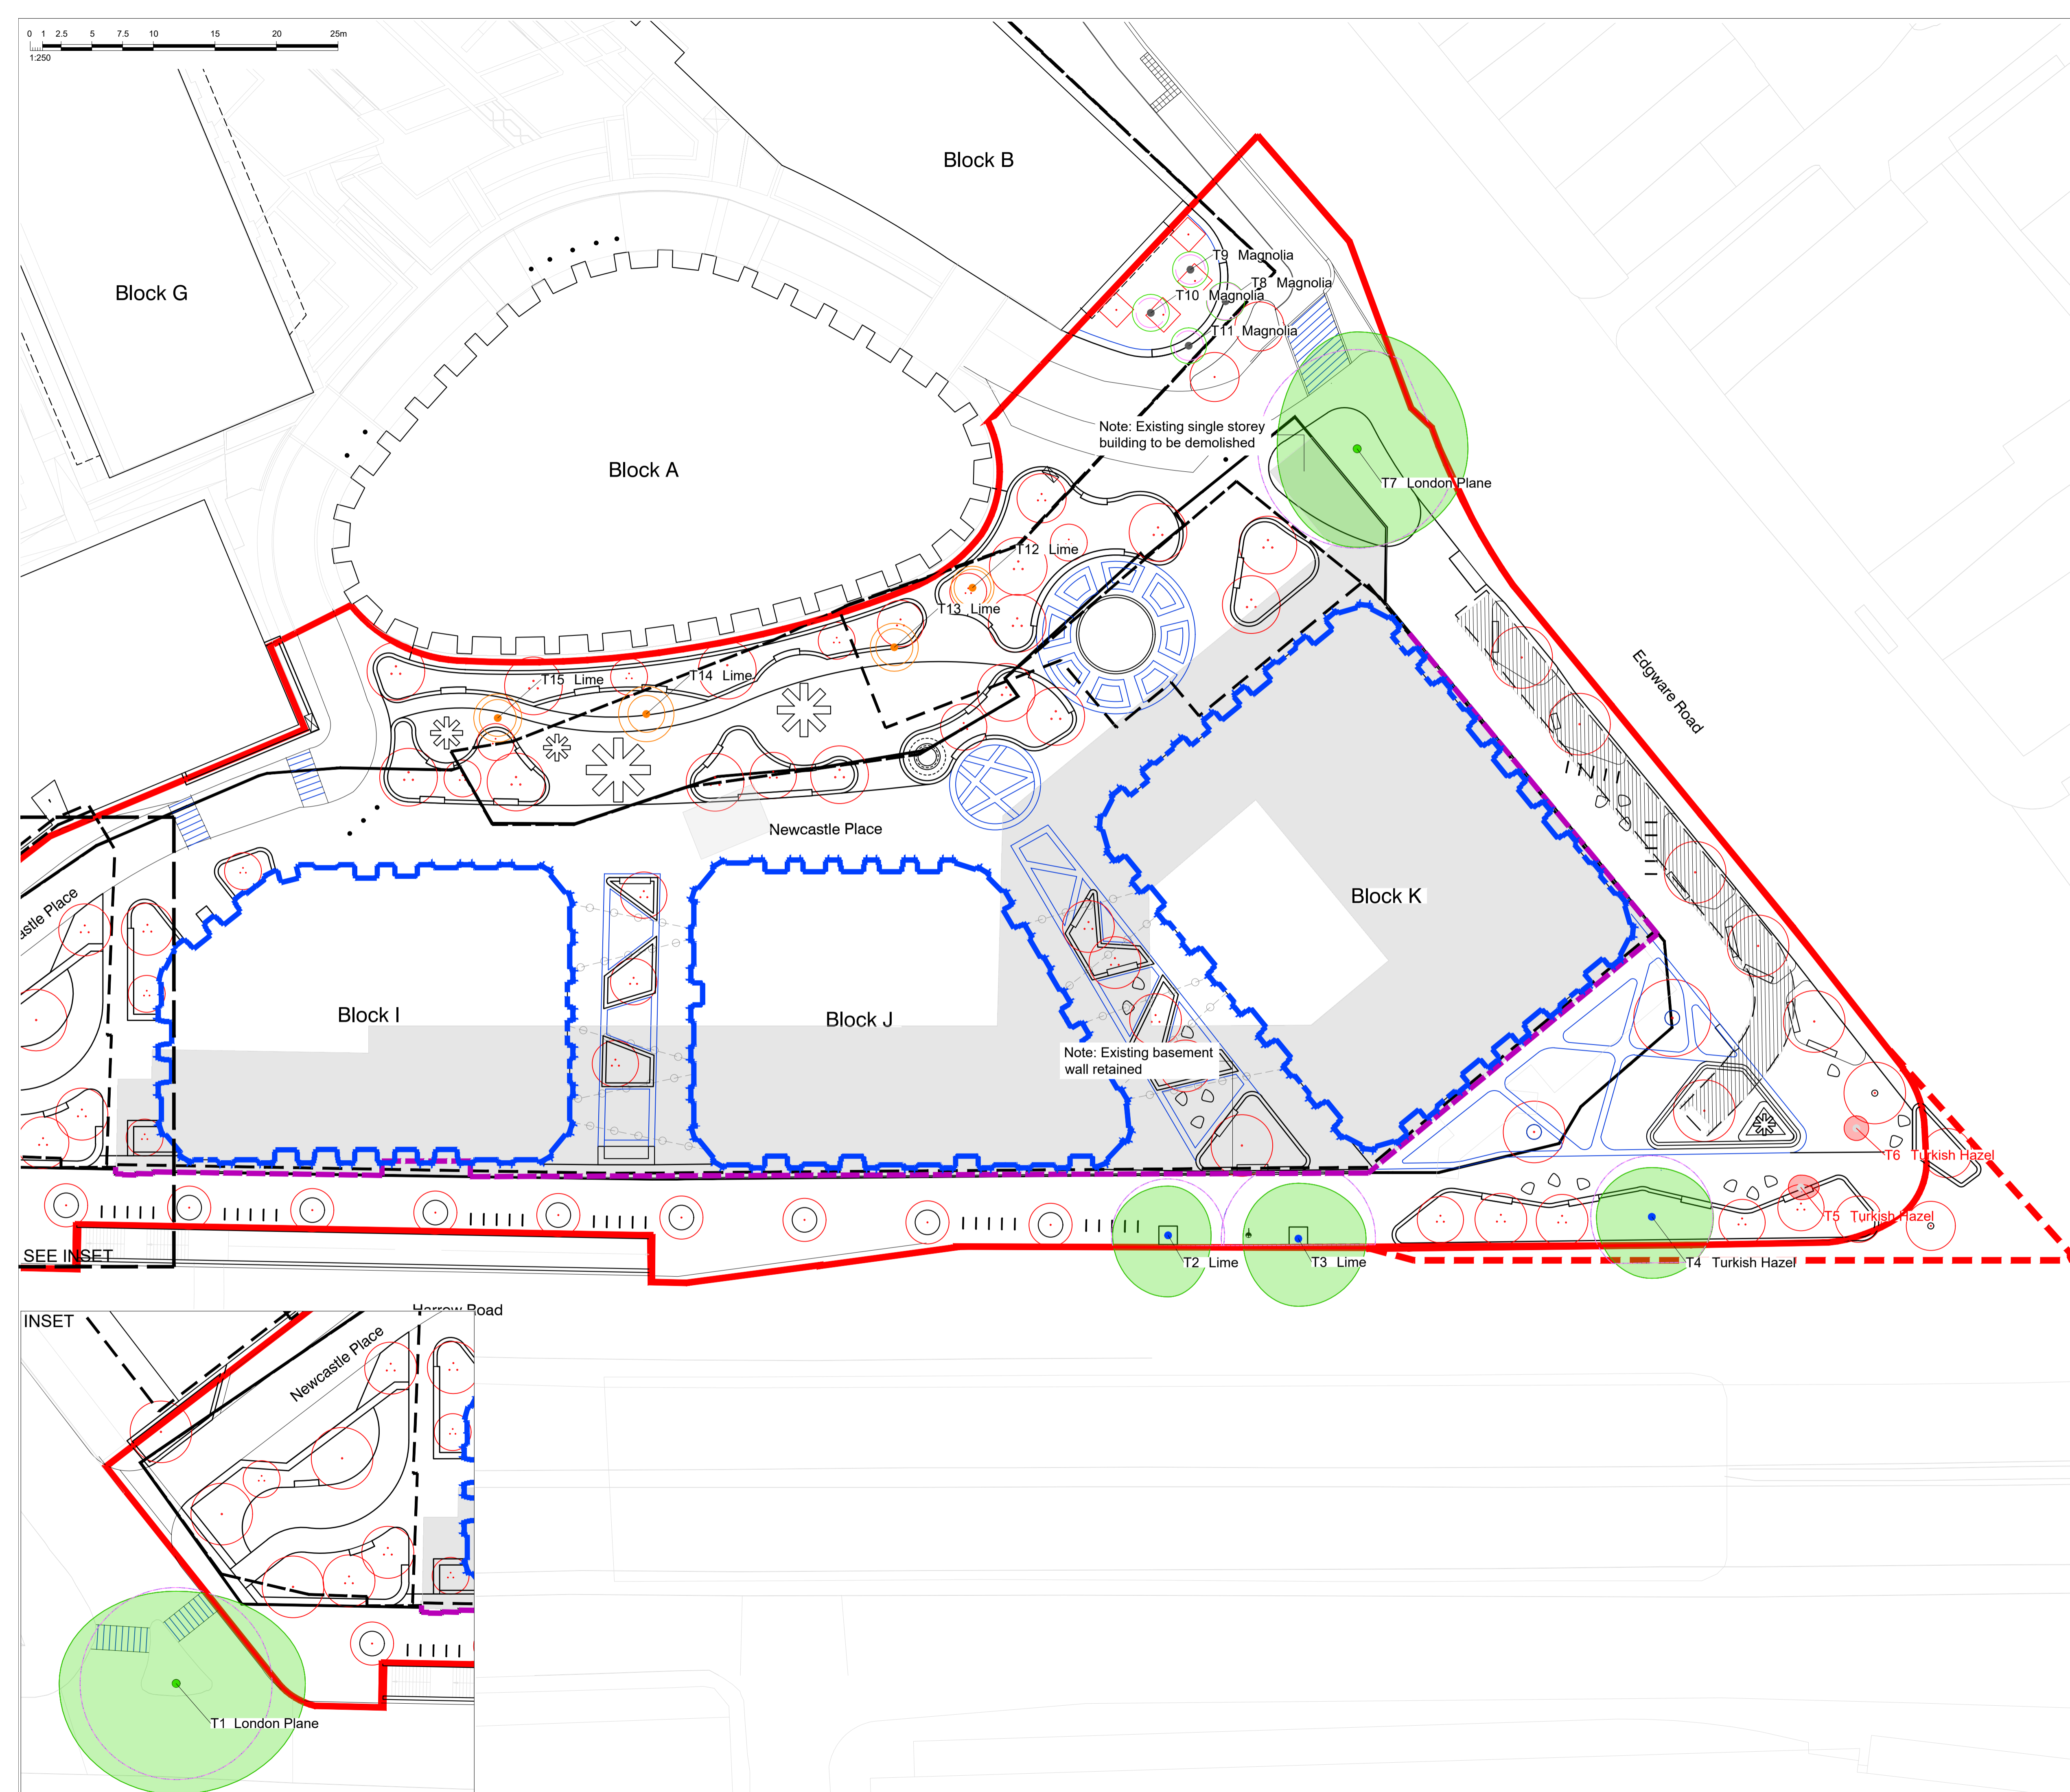 0 1 2.5 5 7.5 10 15 20 25m
1:250
Block B
Block G
T9 Magnolia
T8 Magnolia
T10 Magnolia
T11 Magnolia
Note: Existing single storey
building to be demolished
Block A
T7 London Plane
T12 Lime
T13 Lime
T14 Lime
T15 Lime
Edgware Road
Newcastle Place
Block K
astle Place
Block I
Block J
Note: Existing basement
wall retained
T6 Turkish Hazel
T5 Turkish Hazel
SEE INSET
T2 Lime
T3 Lime
T4 Turkish Hazel
Harrow Road
INSET
Newcastle Place
T1 London Plane